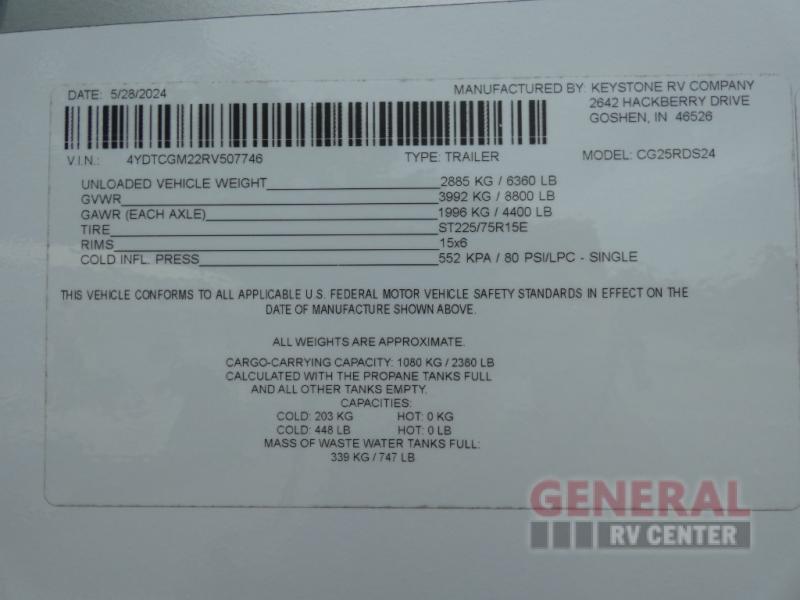 DATE: 5/28/2024
MANUFACTURED BY: KEYSTONE RV COMPANY
2642 HACKBERRY DRIVE
GOSHEN, IN 46526
V.I.N.: 4YDTCGM22RV507746 TYPE: TRAILER MODEL: CG25RDS24
UNLOADED VEHICLE WEIGHT 2885 KG / 6360 LB
GVWR 3992 KG / 8800 LB
GAWR (EACH AXLE) 1996 KG / 4400 LB
TIRE ST225/75R15E
RIMS 15x6
COLD INFL. PRESS 552 KPA / 80 PSI/LPC - SINGLE
THIS VEHICLE CONFORMS TO ALL APPLICABLE U.S. FEDERAL MOTOR VEHICLE SAFETY STANDARDS IN EFFECT ON THE
DATE OF MANUFACTURE SHOWN ABOVE.
ALL WEIGHTS ARE APPROXIMATE.
CARGO-CARRYING CAPACITY: 1080 KG / 2380 LB
CALCULATED WITH THE PROPANE TANKS FULL
AND ALL OTHER TANKS EMPTY.
CAPACITIES:
COLD: 203 KG HOT: 0 KG
COLD: 448 LB HOT: 0 LB
MASS OF WASTE WATER TANKS FULL:
339 KG / 747 LB
GENERAL
RV CENTER